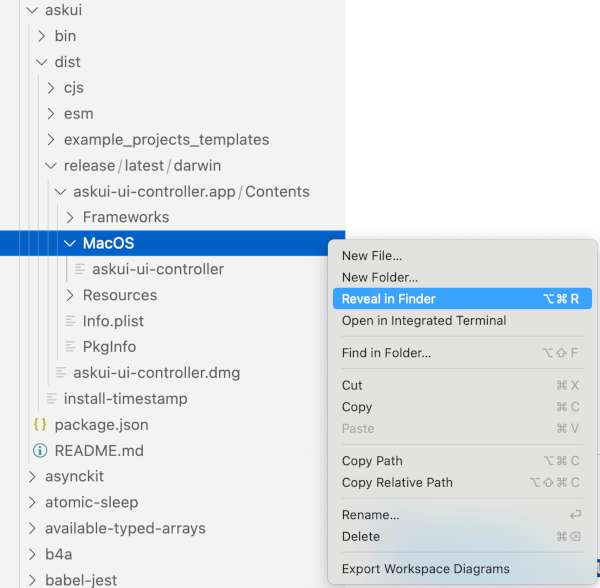 askui
bin
dist
cjs
esm
example_projects_templates
release/latest/darwin
askui-ui-controller.app/Contents
Frameworks
MacOS
askui-ui-controller
Resources
Info.plist
PkgInfo
askui-ui-controller.dmg
install-timestamp
{} package.json
README.md
asynckit
atomic-sleep
available-typed-arrays
b4a
babel-jest
New File...
New Folder...
Reveal in Finder ⌥⌘R
Open in Integrated Terminal
Find in Folder... ⌥⇧F
Cut ⌘X
Copy ⌘C
Paste ⌘V
Copy Path ⌥⌘C
Copy Relative Path ⌥⇧⌘C
Rename... ⏎
Delete ⌘⌫
Export Workspace Diagrams